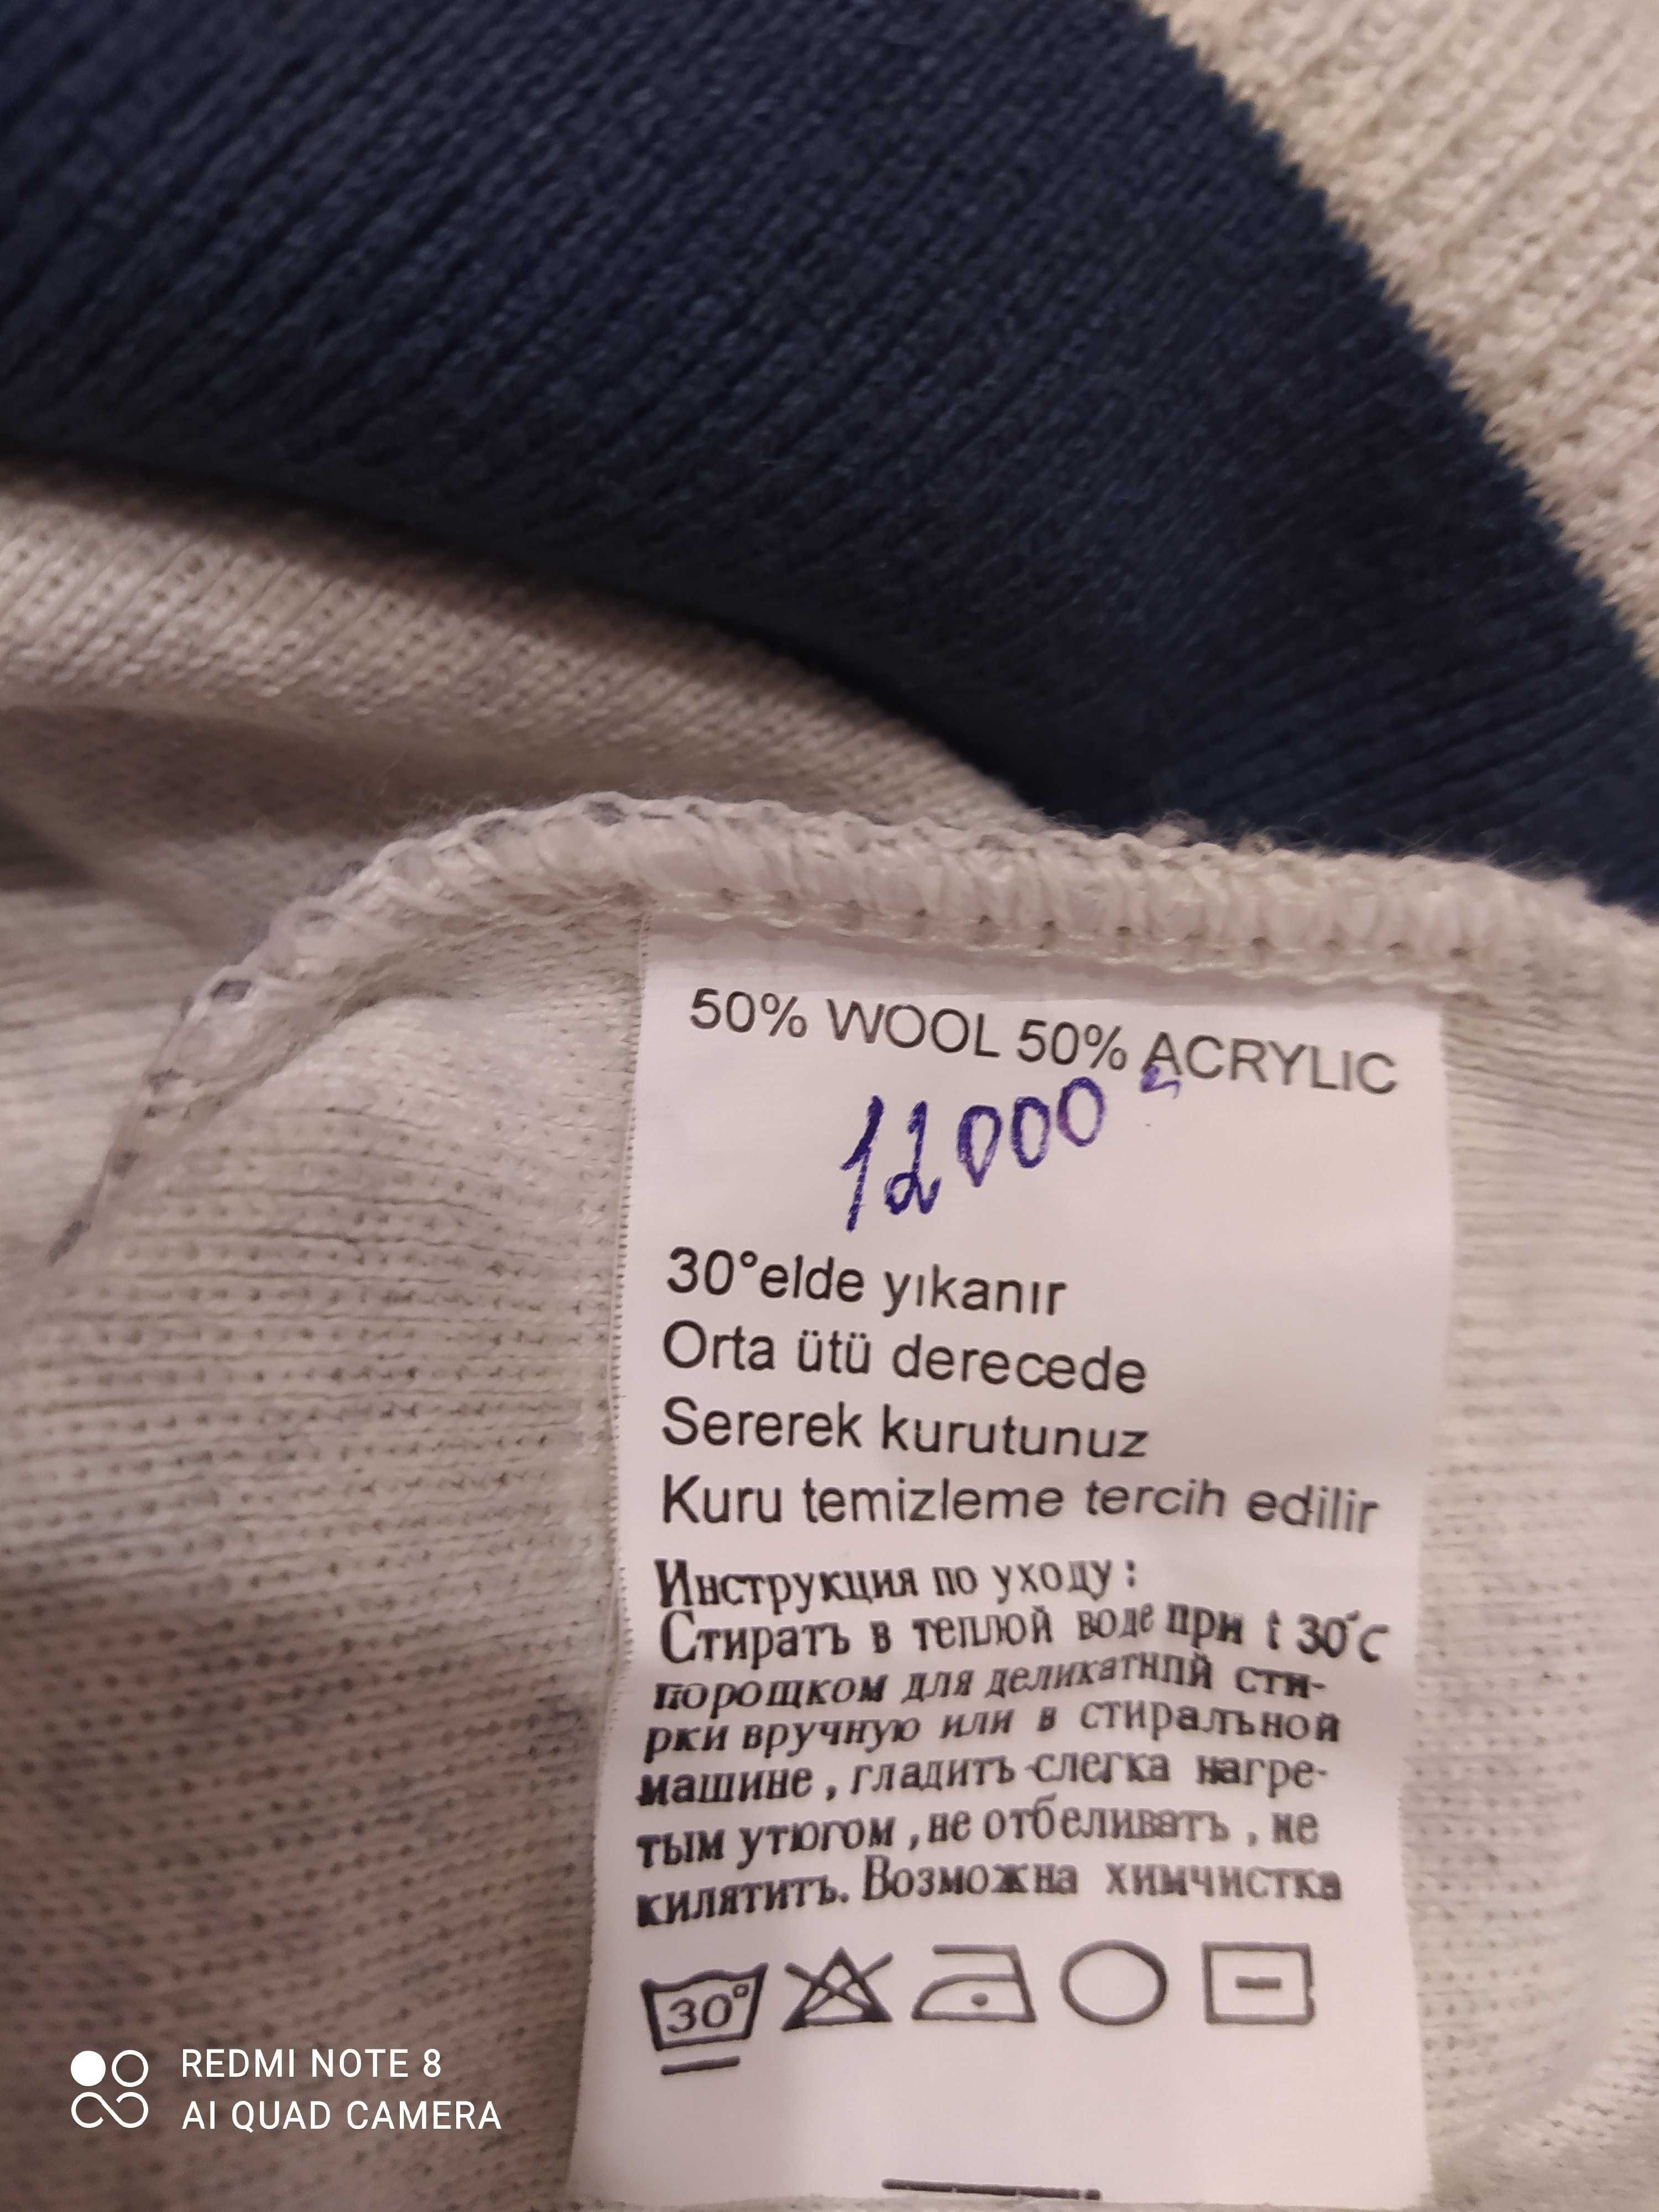 50% WOOL 50% ACRYLIC
12000
30°elde yıkanır
Orta ütü derecede
Sererek kurutunuz
Kuru temizleme tercih edilir
Инструкция по уходу :
Стирать в теплой воде при t 30°C
порощком для деликатнпй сти-
рки вручную или в стиралъной
машине , гладитъ слегка нагре-
тым утюгом , не отбеливатъ , не
килятитъ. Возможна химчистка
30°
REDMI NOTE 8
AI QUAD CAMERA